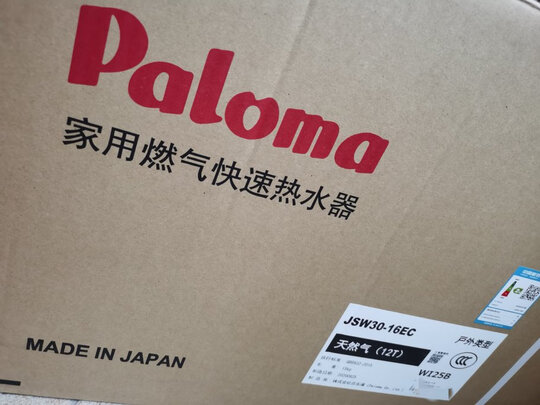 Paloma
家用燃气快速热水器
MADE IN JAPAN
JSW30-16EC
户外类型
天然气（12T）
CCC
W125B